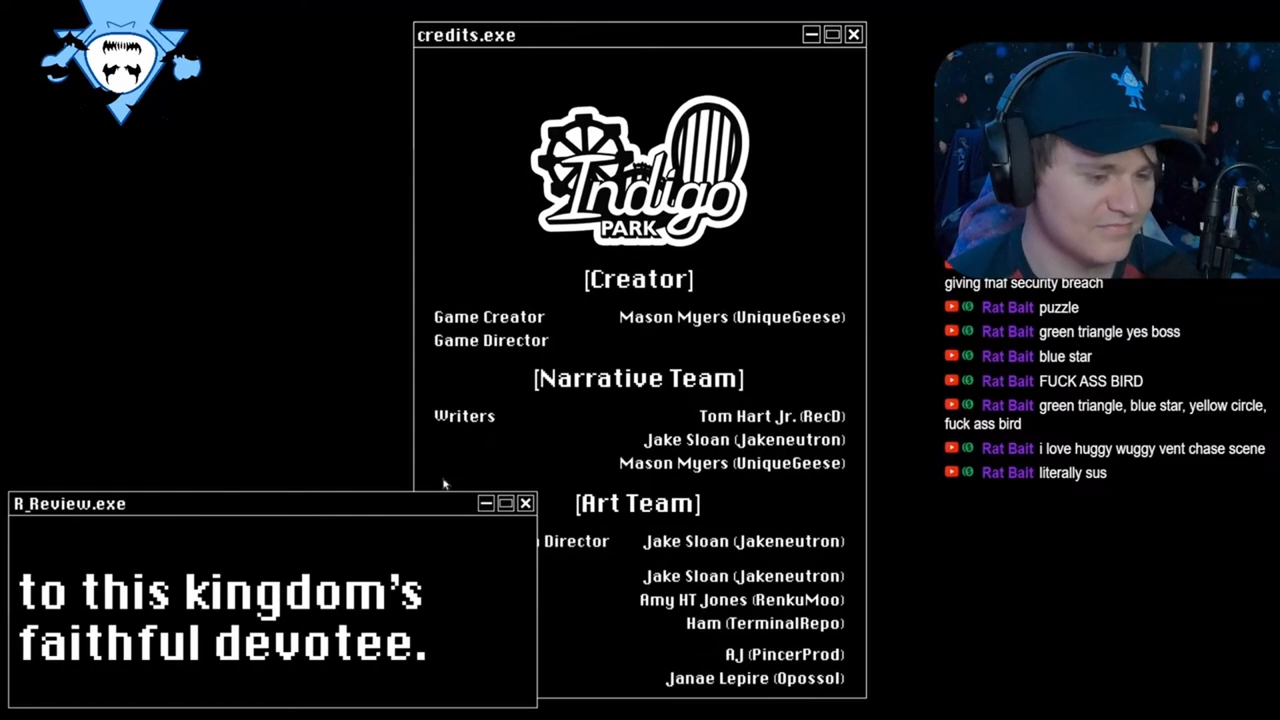 credits.exe
Indigo
PARK
[Creator]
Game Creator Mason Myers (UniqueGeese)
Game Director
[Narrative Team]
Writers Tom Hart Jr. (RecD)
Jake Sloan (Jakeneutron)
Mason Myers (UniqueGeese)
[Art Team]
Director Jake Sloan (Jakeneutron)
Jake Sloan (Jakeneutron)
Amy HT Jones (RenkuMoo)
Ham (TerminalRepo)
AJ (PincerProd)
Janae Lepire (Opossol)
R_Review.exe
to this kingdom's
faithful devotee.
giving fnaf security breach
Rat Bait puzzle
Rat Bait green triangle yes boss
Rat Bait blue star
Rat Bait FUCK ASS BIRD
Rat Bait green triangle, blue star, yellow circle,
fuck ass bird
Rat Bait i love huggy wuggy vent chase scene
Rat Bait literally sus